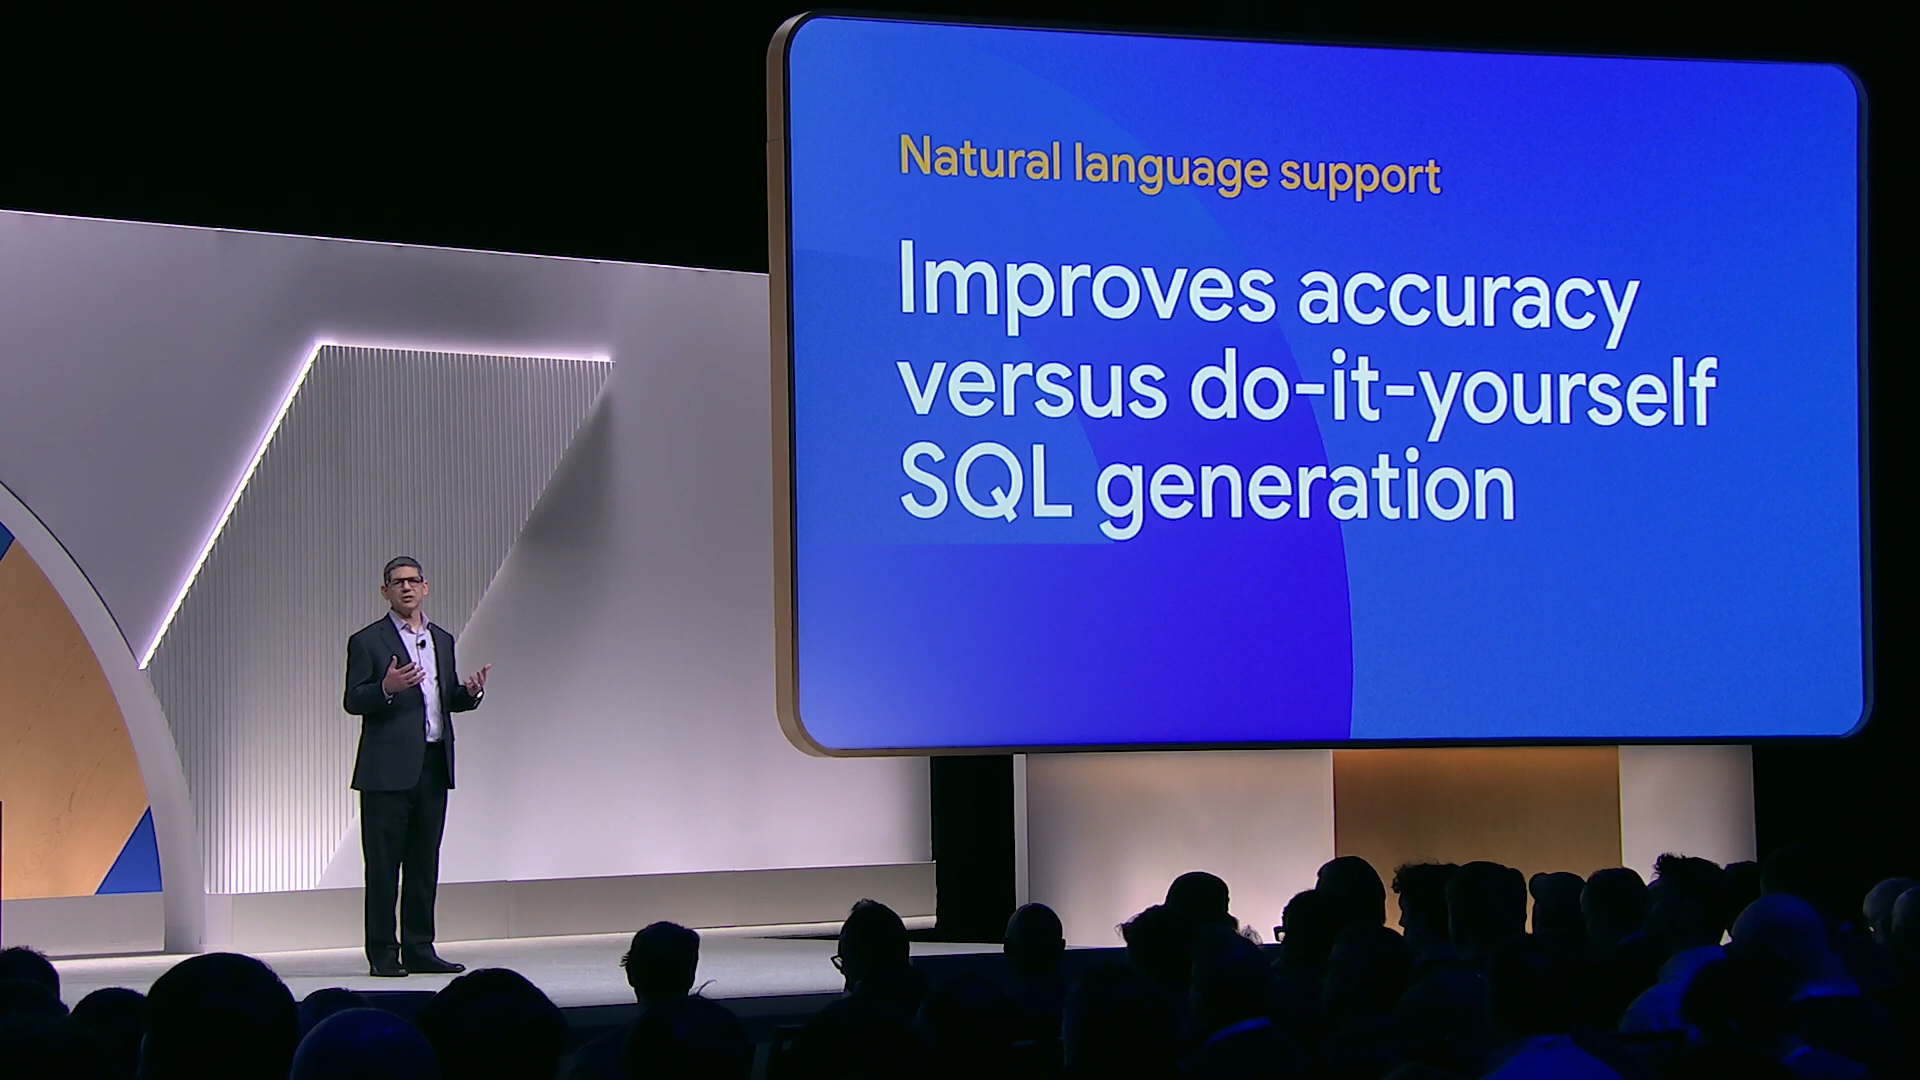 Natural language support
Improves accuracy
versus do-it-yourself
SQL generation